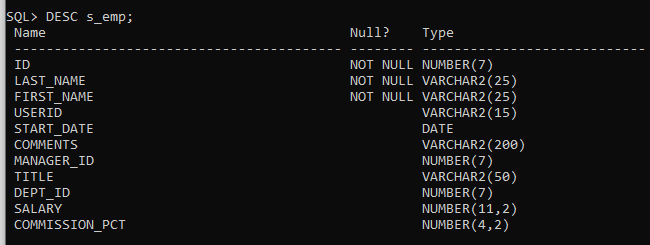 SQL> DESC s_emp;
Name Null? Type
----------------------------------------- -------- ----------------------------
ID NOT NULL NUMBER(7)
LAST_NAME NOT NULL VARCHAR2(25)
FIRST_NAME NOT NULL VARCHAR2(25)
USERID VARCHAR2(15)
START_DATE DATE
COMMENTS VARCHAR2(200)
MANAGER_ID NUMBER(7)
TITLE VARCHAR2(50)
DEPT_ID NUMBER(7)
SALARY NUMBER(11,2)
COMMISSION_PCT NUMBER(4,2)